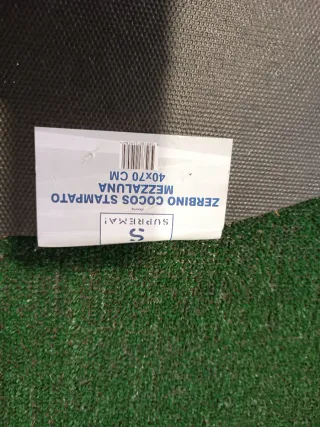 S
SUPREMA!
ZERBINO COCOS STAMPATO
MEZZALUNA
40x70 CM